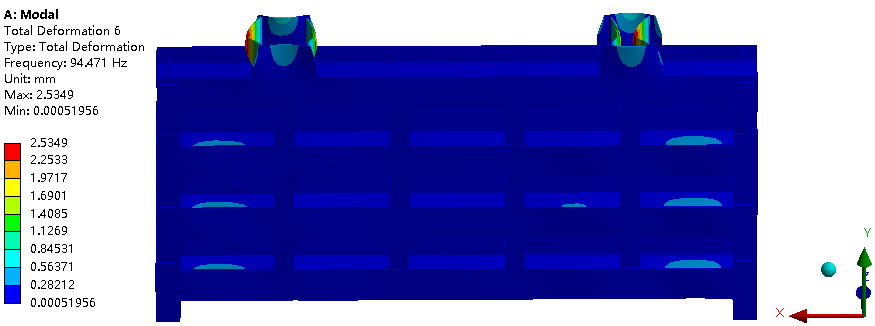 A: Modal
Total Deformation 6
Type: Total Deformation
Frequency: 94.471 Hz
Unit: mm
Max: 2.5349
Min: 0.00051956
2.5349
2.2533
1.9717
1.6901
1.4085
1.1269
0.84531
0.56371
0.28212
0.00051956
Y
Z
X